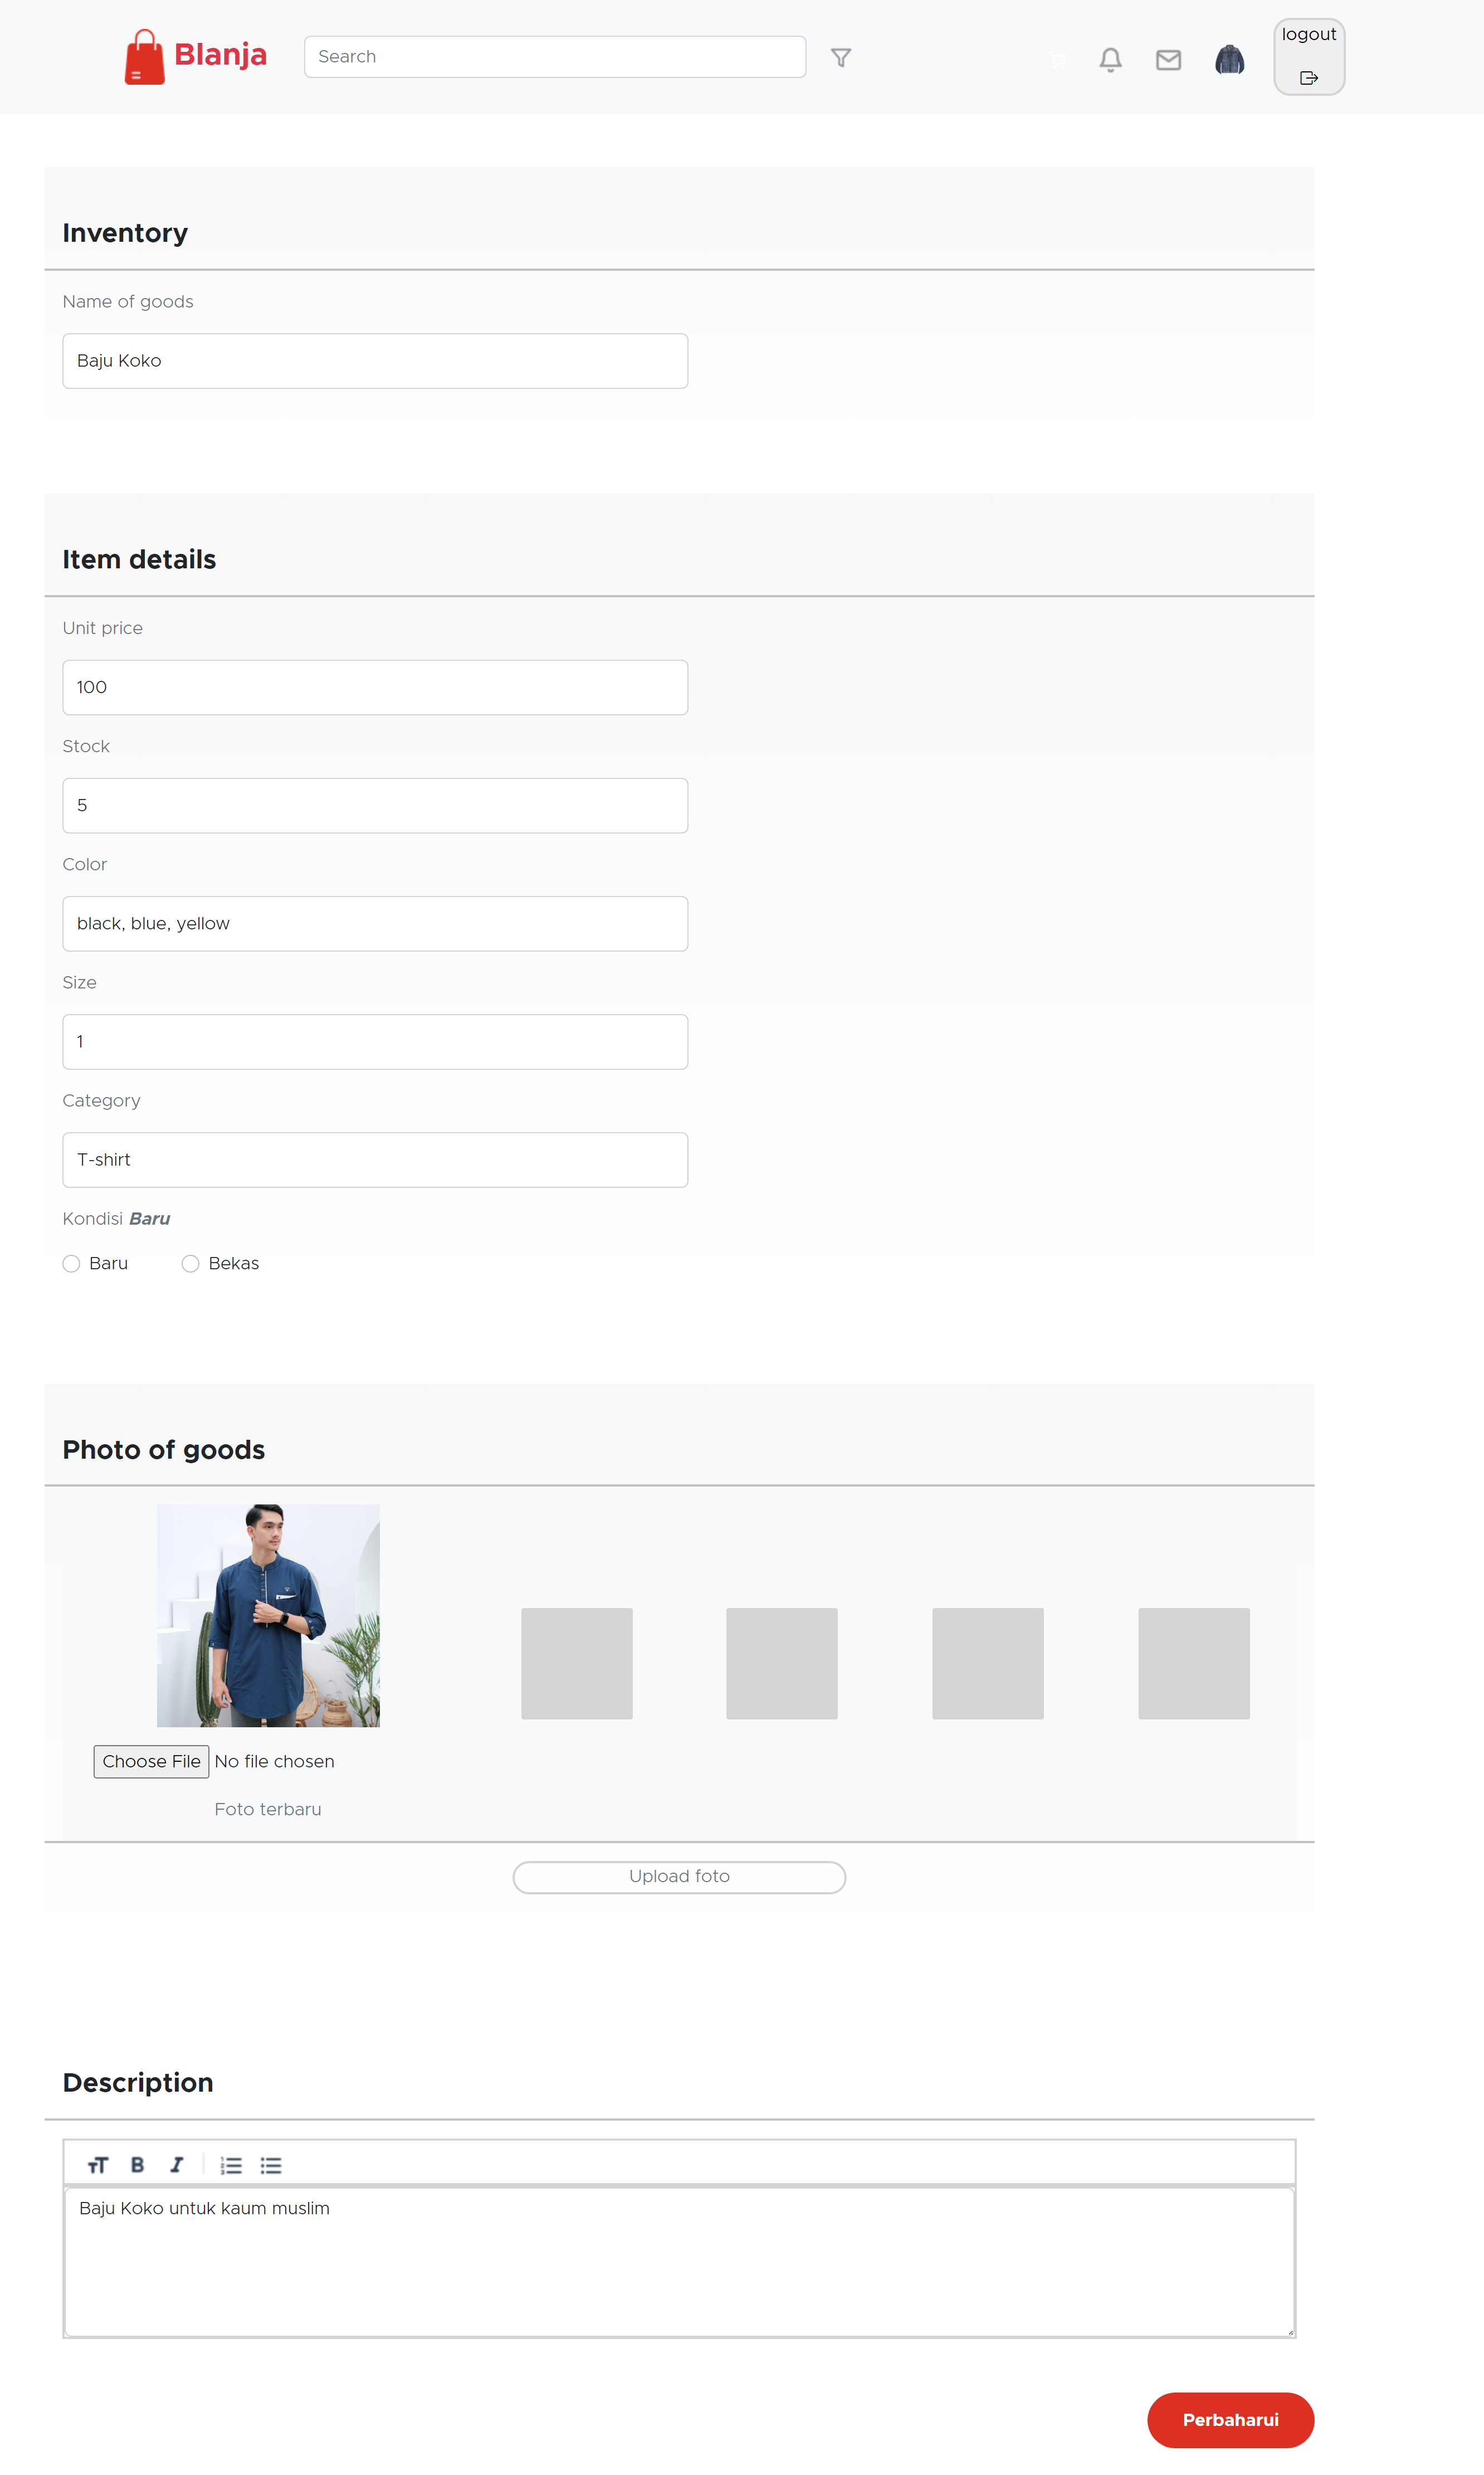 Blanja
Search
logout
Inventory
Name of goods
Baju Koko
Item details
Unit price
100
Stock
5
Color
black, blue, yellow
Size
1
Category
T-shirt
Kondisi Baru
Baru
Bekas
Photo of goods
Choose File No file chosen
Foto terbaru
Upload foto
Description
Baju Koko untuk kaum muslim
Perbaharui